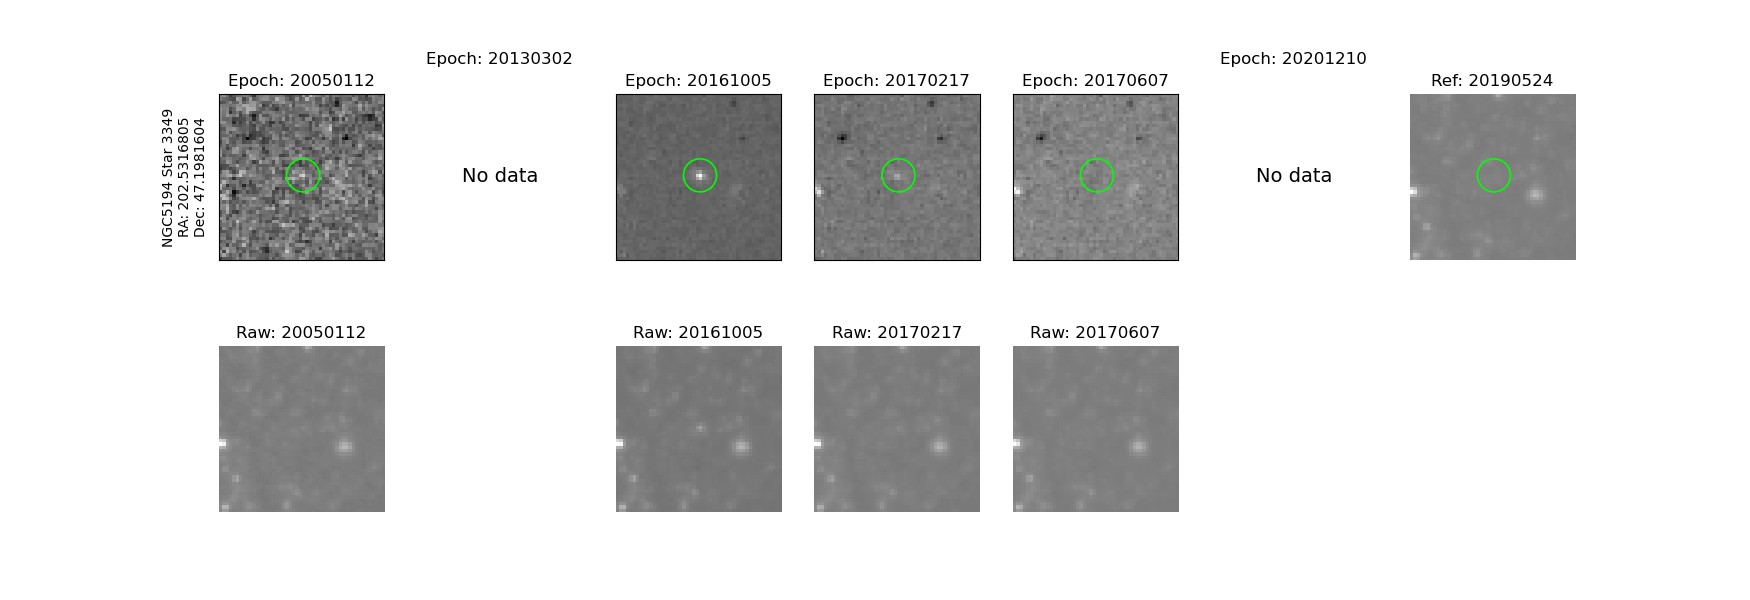 Epoch: 20130302
Epoch: 20201210
Epoch: 20050112
Epoch: 20161005
Epoch: 20170217
Epoch: 20170607
Ref: 20190524
NGC5194 Star 3349
RA: 202.5316805
Dec: 47.1981604
No data
No data
Raw: 20050112
Raw: 20161005
Raw: 20170217
Raw: 20170607